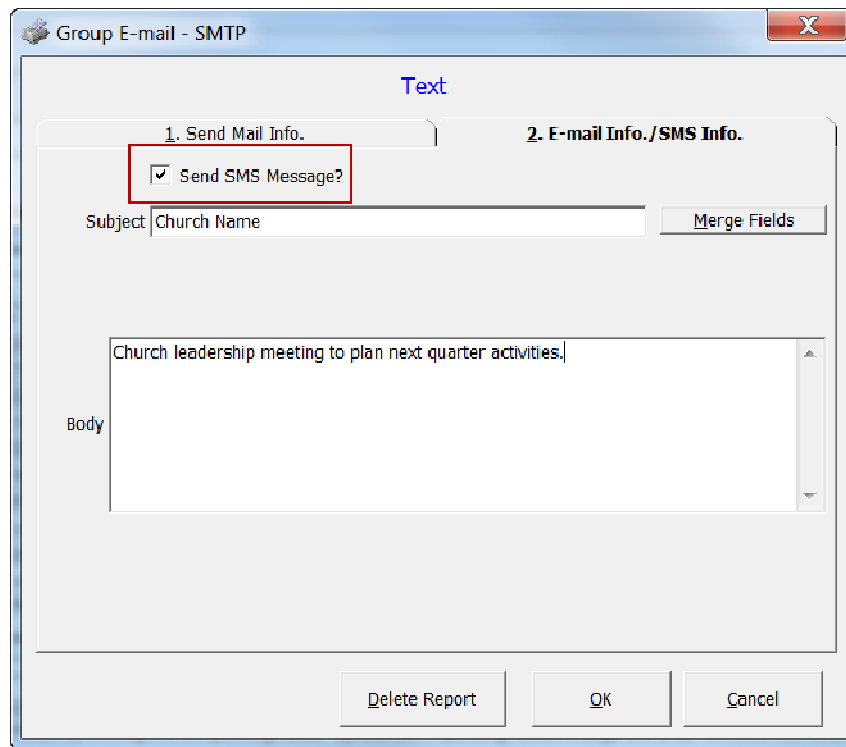 Group E-mail - SMTP
Text
1. Send Mail Info.
2. E-mail Info./SMS Info.
Send SMS Message?
Subject Church Name Merge Fields
Church leadership meeting to plan next quarter activities.
Body
Delete Report OK Cancel